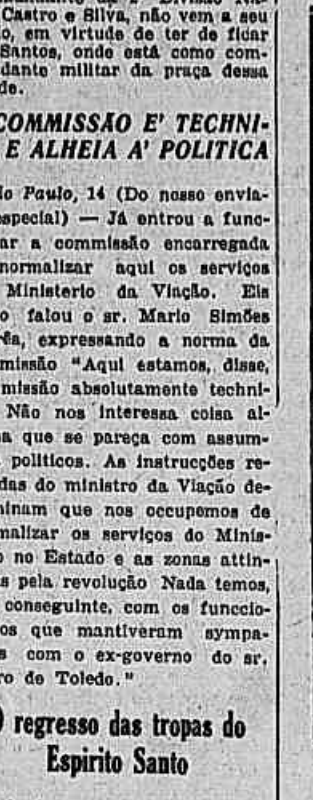 Castro e Silva, não vem a seu
o, em virtude de ter de ficar
Santos, onde está como com-
dante militar da praça dessa
de.
COMMISSÃO E' TECHNI-
E ALHEIA A' POLITICA
o Paulo, 14 (Do nosso envia-
especial) — Já entrou a func-
ar a commissão encarregada
normalizar aqui os serviços
Ministerio da Viação. Eis
o falou o sr. Mario Simões
rêa, expressando a norma da
missão "Aqui estamos, disse,
missão absolutamente techni-
Não nos interessa coisa al-
a que se pareça com assum-
politicos. As instrucções re-
das do ministro da Viação de-
minam que nos occupemos de
malizar os serviços do Minis-
o no Estado e as zonas attin-
s pela revolução Nada temos,
conseguinte, com os funccio-
os que mantiveram sympa-
s com o ex-governo do sr.
ro de Toledo."
O regresso das tropas do
Espirito Santo